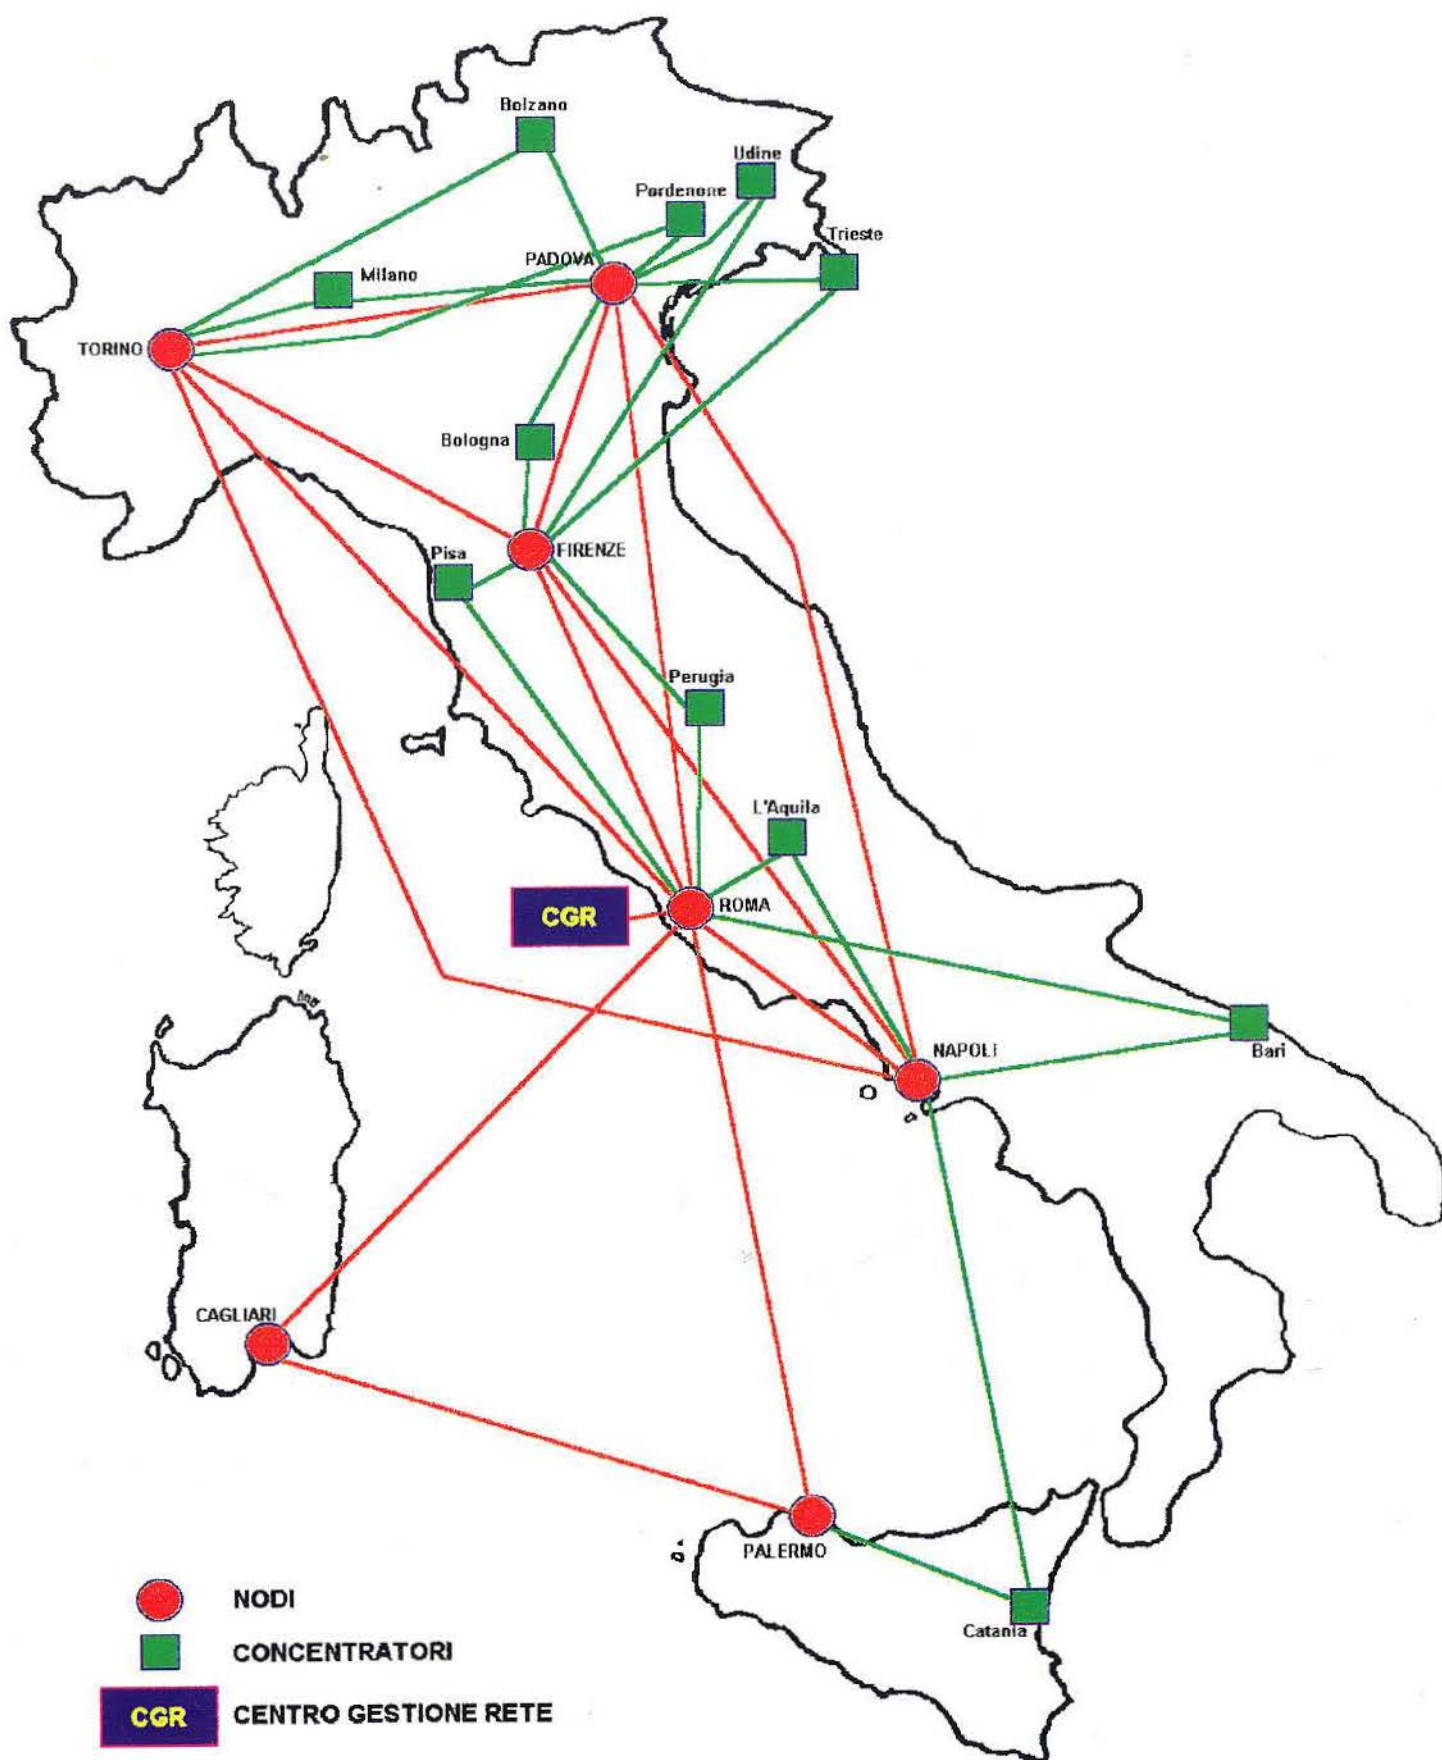 Bolzano
Udine
Pordenone
Trieste
PADOVA
Milano
TORINO
Bologna
FIRENZE
Pisa
Perugia
L'Aquila
CGR
ROMA
NAPOLI
Bari
CAGLIARI
PALERMO
Catania
NODI
CONCENTRATORI
CGR CENTRO GESTIONE RETE